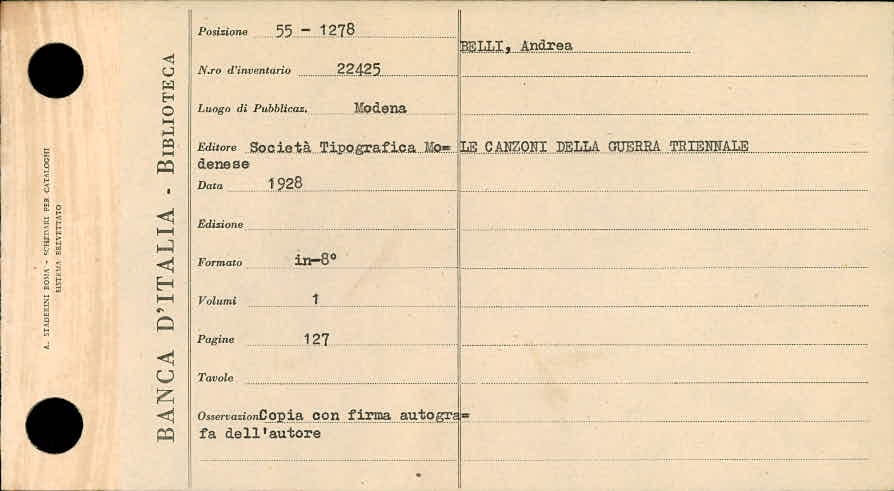 A. STADERINI ROMA - SCHEDARI PER CATALOGHI
SISTEMA BREVETTATO
BANCA D'ITALIA - BIBLIOTECA
Posizione 55 - 1278
N.ro d'inventario 22425
Luogo di Pubblicaz. Modena
Editore Società Tipografica Mo=
denese
Data 1928
Edizione
Formato in-8°
Volumi 1
Pagine 127
Tavole
Osservazioni Copia con firma autogra=
fa dell'autore
BELLI, Andrea
LE CANZONI DELLA GUERRA TRIENNALE